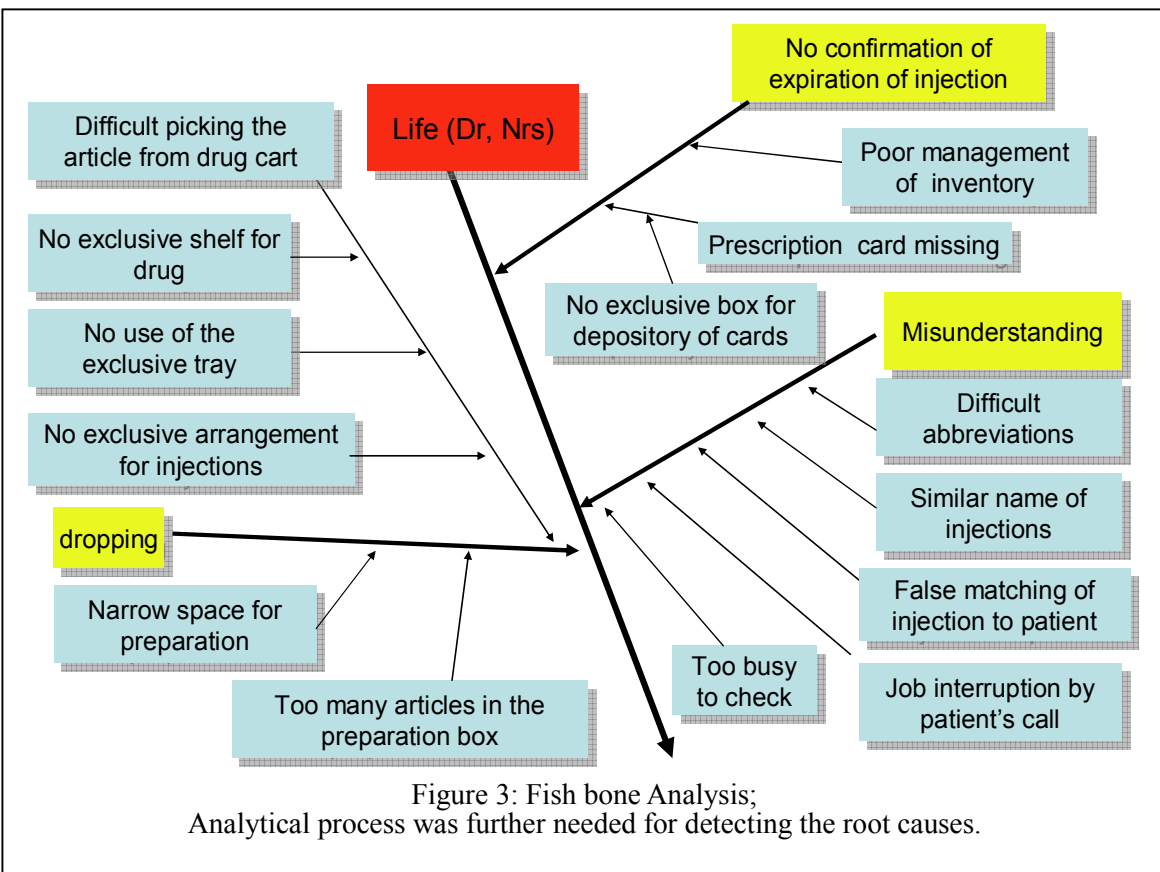 No confirmation of
expiration of injection
Life (Dr, Nrs)
Difficult picking the
article from drug cart
Poor management
of inventory
No exclusive shelf for
drug
Prescription card missing
No exclusive box for
depository of cards
No use of the
exclusive tray
Misunderstanding
Difficult
abbreviations
No exclusive arrangement
for injections
Similar name of
injections
dropping
False matching of
injection to patient
Narrow space for
preparation
Too busy
to check
Job interruption by
patient's call
Too many articles in the
preparation box
Figure 3: Fish bone Analysis;
Analytical process was further needed for detecting the root causes.